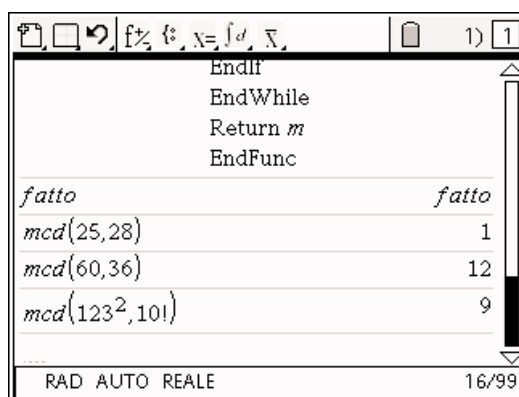 f± {: x= ∫d x̄ 1) 1
EndIf
EndWhile
Return m
EndFunc
fatto fatto
mcd(25,28) 1
mcd(60,36) 12
mcd(123²,10!) 9
....
RAD AUTO REALE 16/99